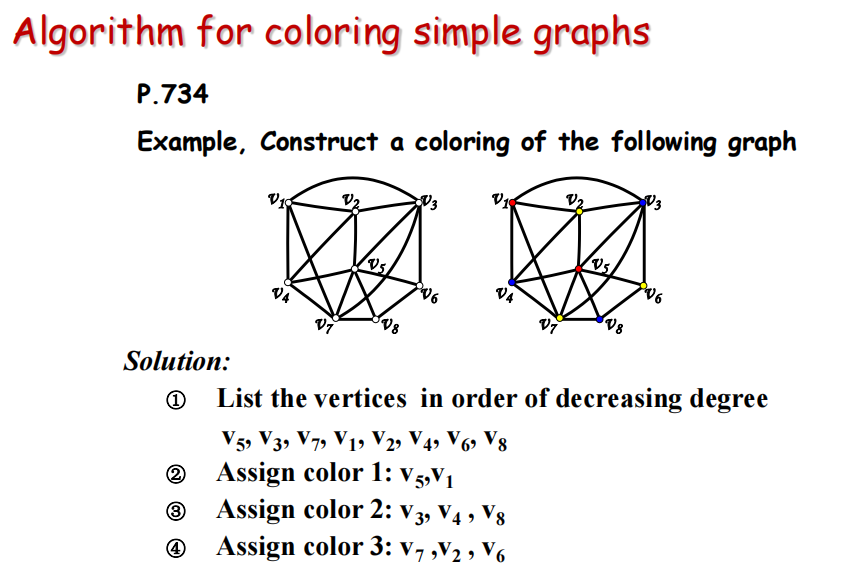 Algorithm for coloring simple graphs
P.734
Example, Construct a coloring of the following graph
V1 V2 V3 V1 V2 V3
V5 V5
V4 V6 V4 V6
V7 V8 V7 V8
Solution:
① List the vertices in order of decreasing degree
V5, V3, V7, V1, V2, V4, V6, V8
② Assign color 1: V5,V1
③ Assign color 2: V3, V4 , V8
④ Assign color 3: V7 ,V2 , V6